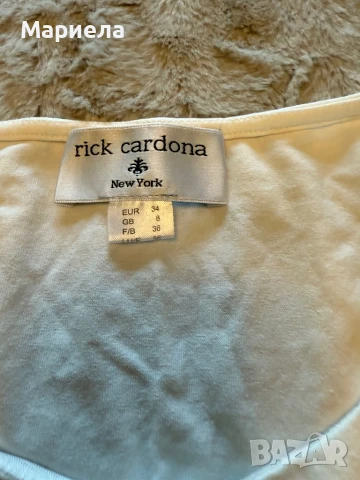 Мариела
rick cardona
New York
EUR 34
GB 8
F/B 36
BAZAR